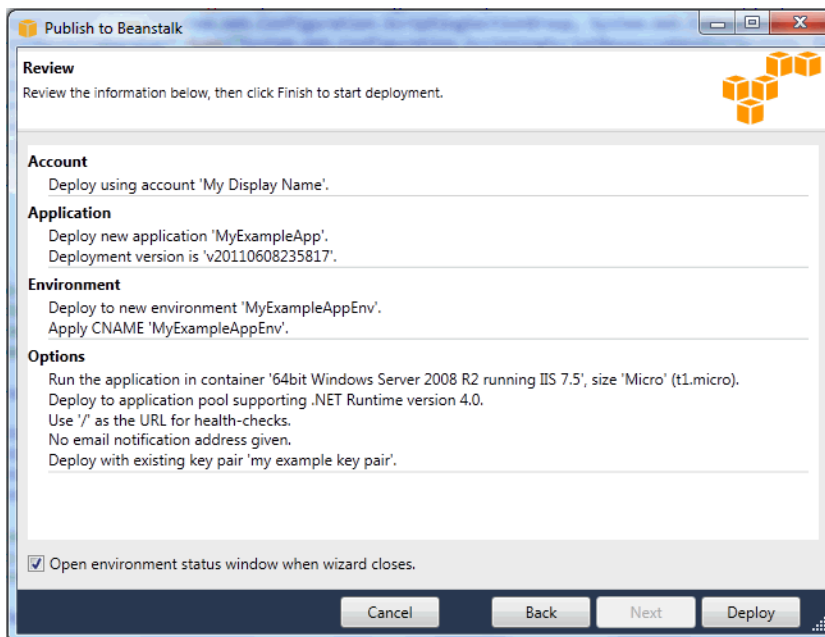 Publish to Beanstalk
Review
Review the information below, then click Finish to start deployment.
Account
Deploy using account 'My Display Name'.
Application
Deploy new application 'MyExampleApp'.
Deployment version is 'v20110608235817'.
Environment
Deploy to new environment 'MyExampleAppEnv'.
Apply CNAME 'MyExampleAppEnv'.
Options
Run the application in container '64bit Windows Server 2008 R2 running IIS 7.5', size 'Micro' (t1.micro).
Deploy to application pool supporting .NET Runtime version 4.0.
Use '/' as the URL for health-checks.
No email notification address given.
Deploy with existing key pair 'my example key pair'.
Open environment status window when wizard closes.
Cancel Back Next Deploy